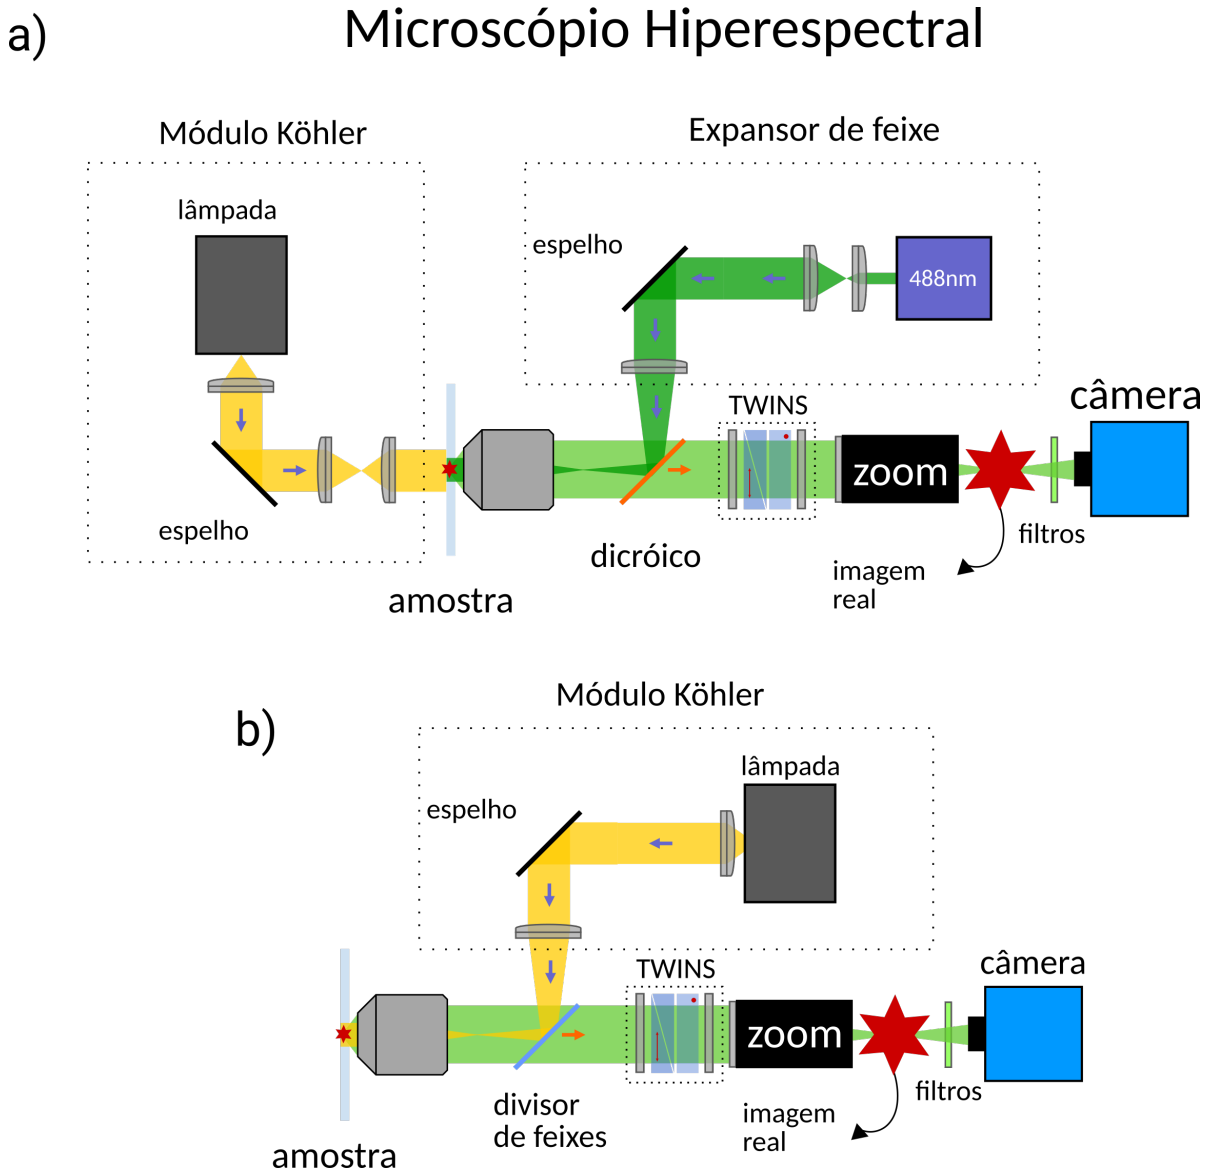 a)
Microscópio Hiperespectral
Módulo Köhler
Expansor de feixe
lâmpada
espelho
488nm
TWINS
câmera
zoom
espelho
filtros
dicróico
imagem
real
amostra
Módulo Köhler
b)
lâmpada
espelho
TWINS
câmera
zoom
filtros
divisor
de feixes
imagem
real
amostra